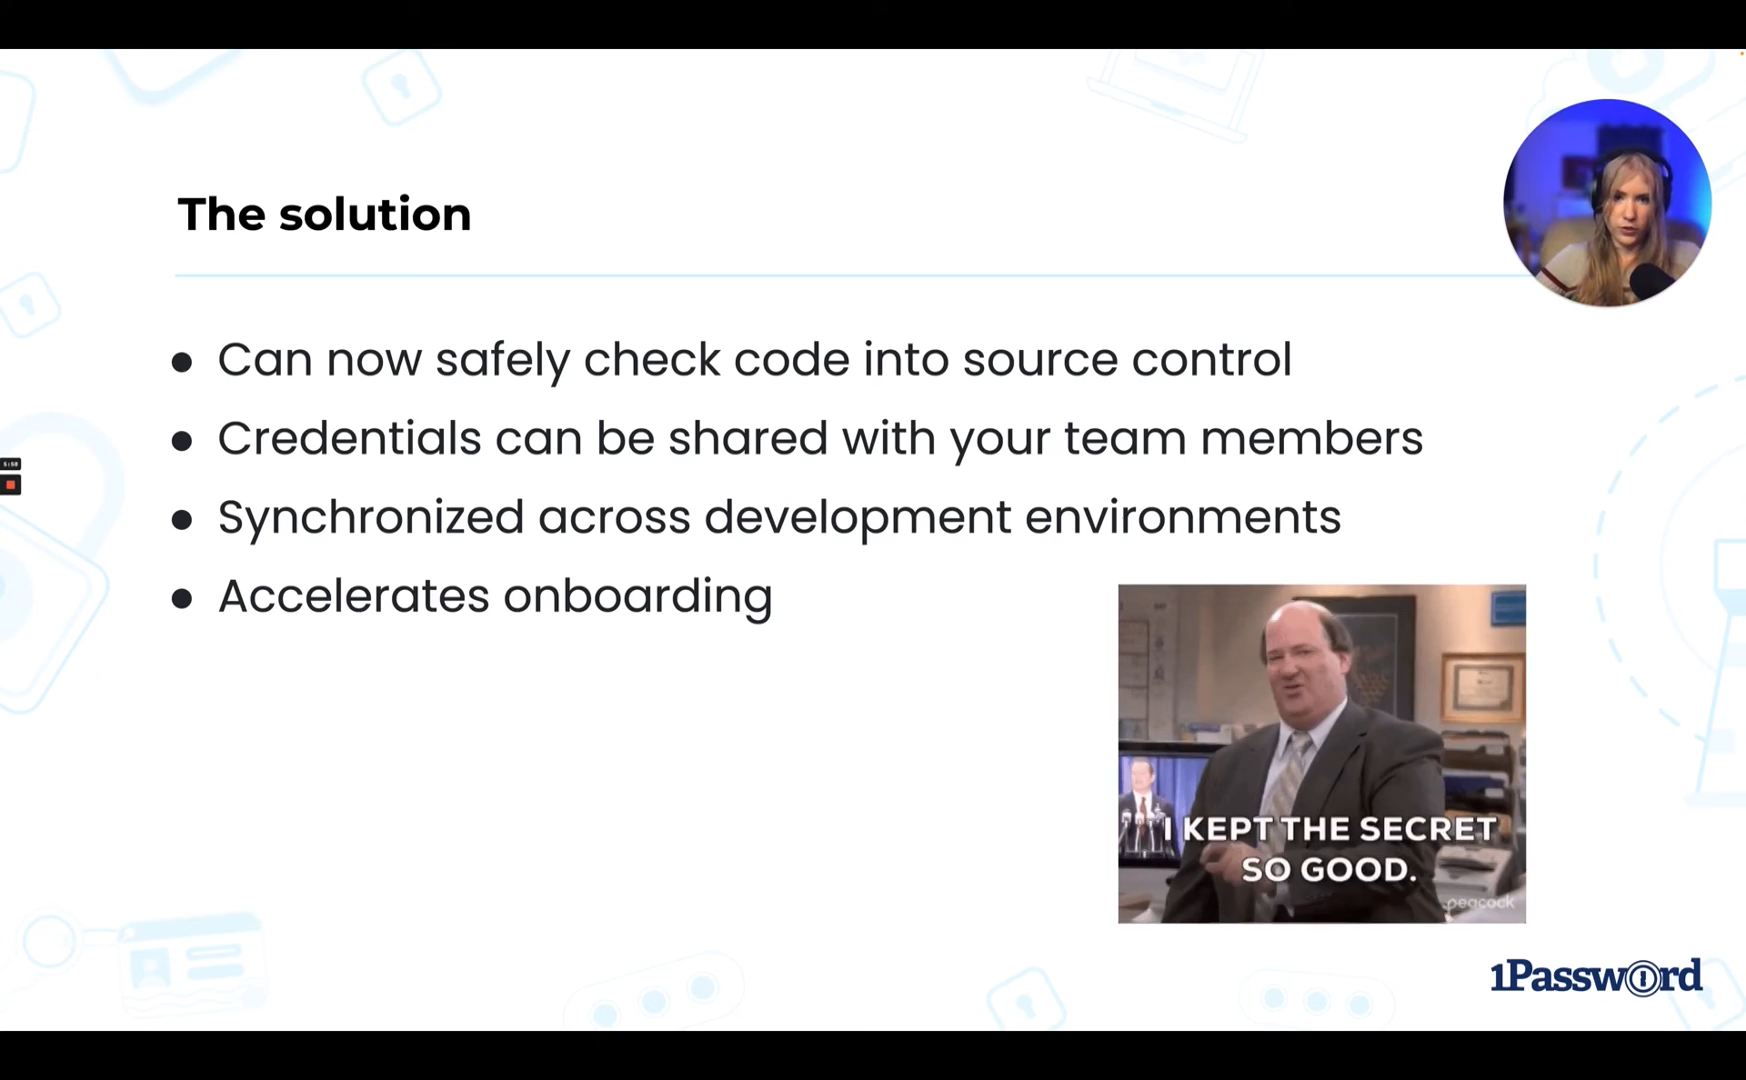 The solution
Can now safely check code into source control
Credentials can be shared with your team members
Synchronized across development environments
Accelerates onboarding
I KEPT THE SECRET
SO GOOD.
peacock
1Password